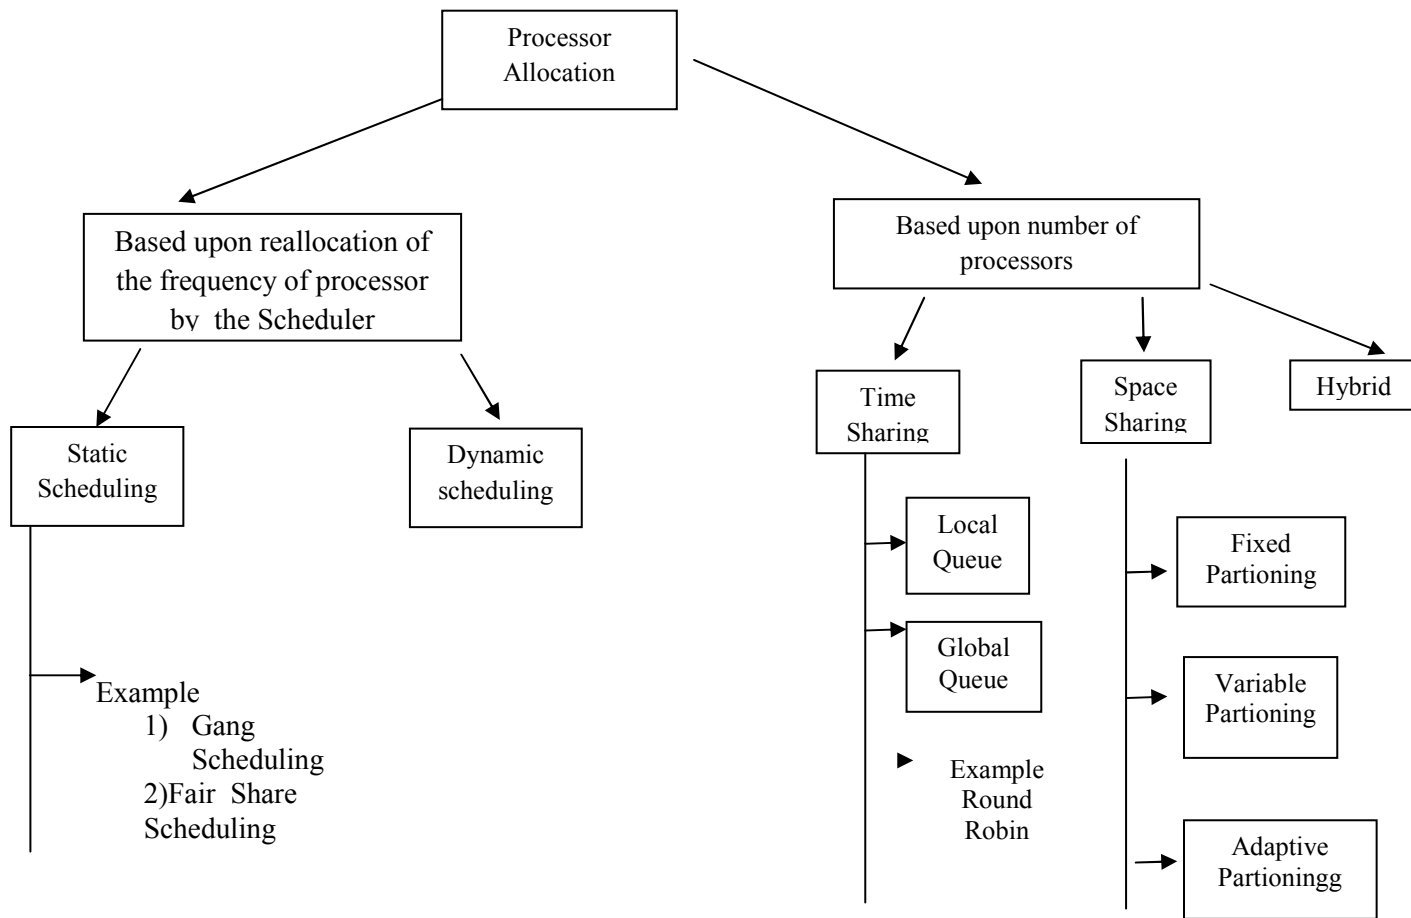 Processor
Allocation
Based upon reallocation of
the frequency of processor
by  the Scheduler
Based upon number of
processors
Static
Scheduling
Dynamic
scheduling
Time
Sharing
Space
Sharing
Hybrid
Example
1) Gang
Scheduling
2)Fair Share
Scheduling
Local
Queue
Global
Queue
Example
Round
Robin
Fixed
Partioning
Variable
Partioning
Adaptive
Partioningg